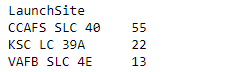 LaunchSite
CCAFS SLC 40    55
KSC LC 39A      22
VAFB SLC 4E     13